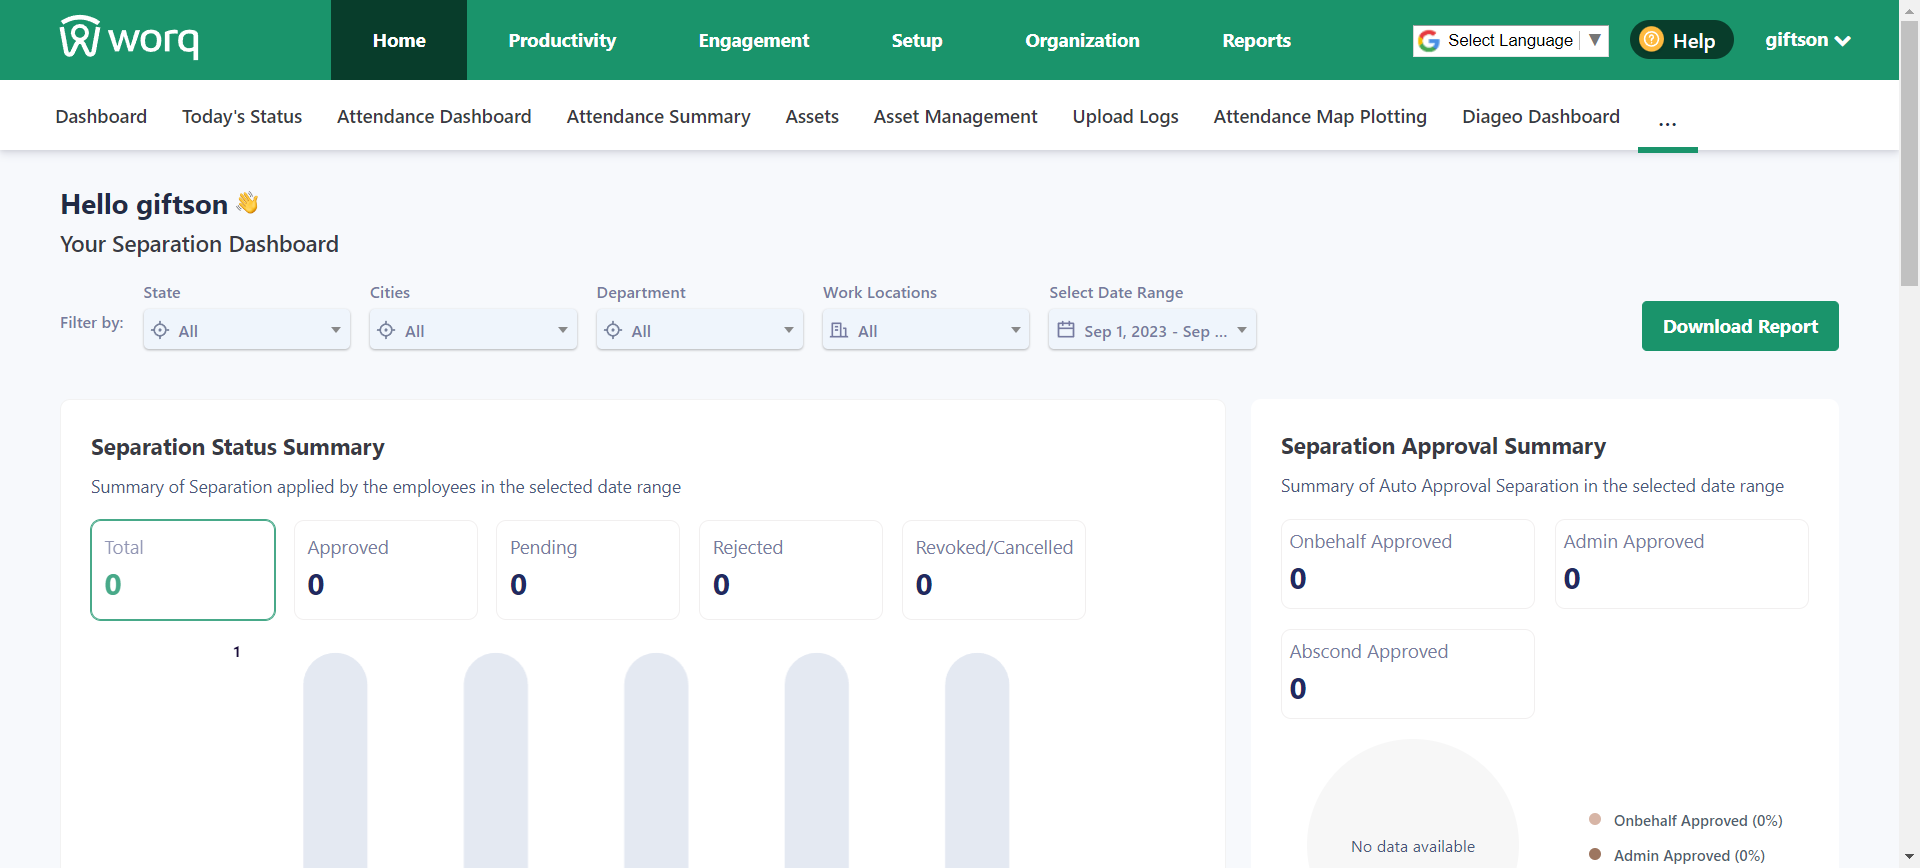 worq
Home Productivity Engagement Setup Organization Reports Select Language ▼ Help giftson
Dashboard Today's Status Attendance Dashboard Attendance Summary Assets Asset Management Upload Logs Attendance Map Plotting Diageo Dashboard ...
Hello giftson 👋
Your Separation Dashboard
Filter by:
State Cities Department Work Locations Select Date Range
All All All All Sep 1, 2023 - Sep ...
Download Report
Separation Status Summary
Summary of Separation applied by the employees in the selected date range
Total Approved Pending Rejected Revoked/Cancelled
0 0 0 0 0
1
Separation Approval Summary
Summary of Auto Approval Separation in the selected date range
Onbehalf Approved Admin Approved
0 0
Abscond Approved
0
No data available
Onbehalf Approved (0%)
Admin Approved (0%)